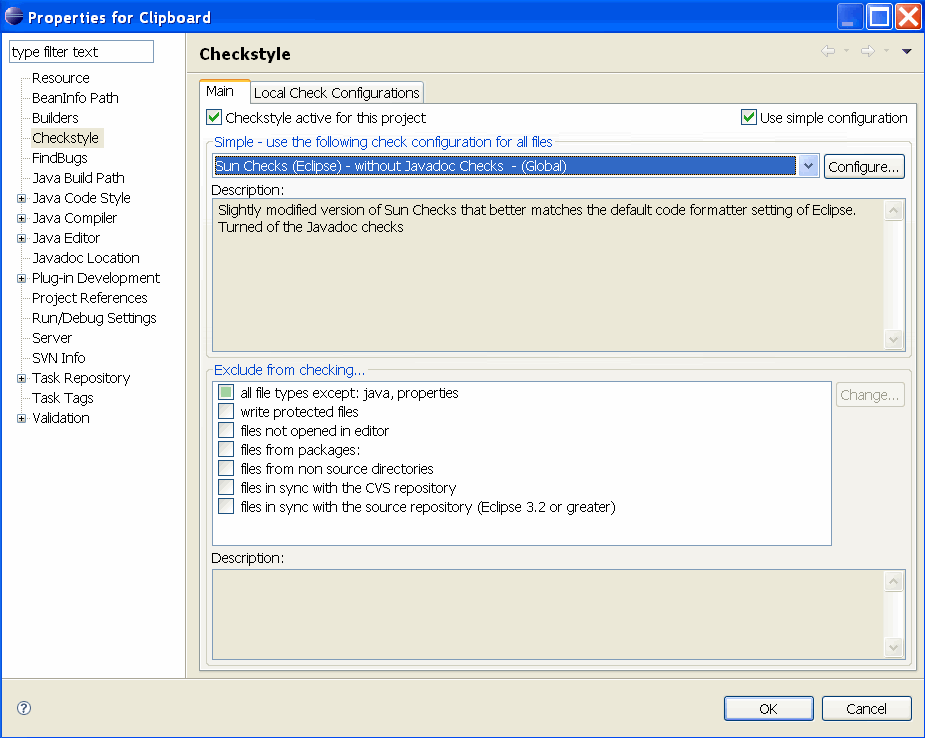 Properties for Clipboard
type filter text
Resource
BeanInfo Path
Builders
Checkstyle
FindBugs
Java Build Path
Java Code Style
Java Compiler
Java Editor
Javadoc Location
Plug-in Development
Project References
Run/Debug Settings
Server
SVN Info
Task Repository
Task Tags
Validation
Checkstyle
Main
Local Check Configurations
Checkstyle active for this project
Use simple configuration
Simple - use the following check configuration for all files
Sun Checks (Eclipse) - without Javadoc Checks - (Global)
Configure...
Description:
Slightly modified version of Sun Checks that better matches the default code formatter setting of Eclipse.
Turned of the Javadoc checks
Exclude from checking...
all file types except: java, properties
write protected files
files not opened in editor
files from packages:
files from non source directories
files in sync with the CVS repository
files in sync with the source repository (Eclipse 3.2 or greater)
Change...
Description:
?
OK
Cancel